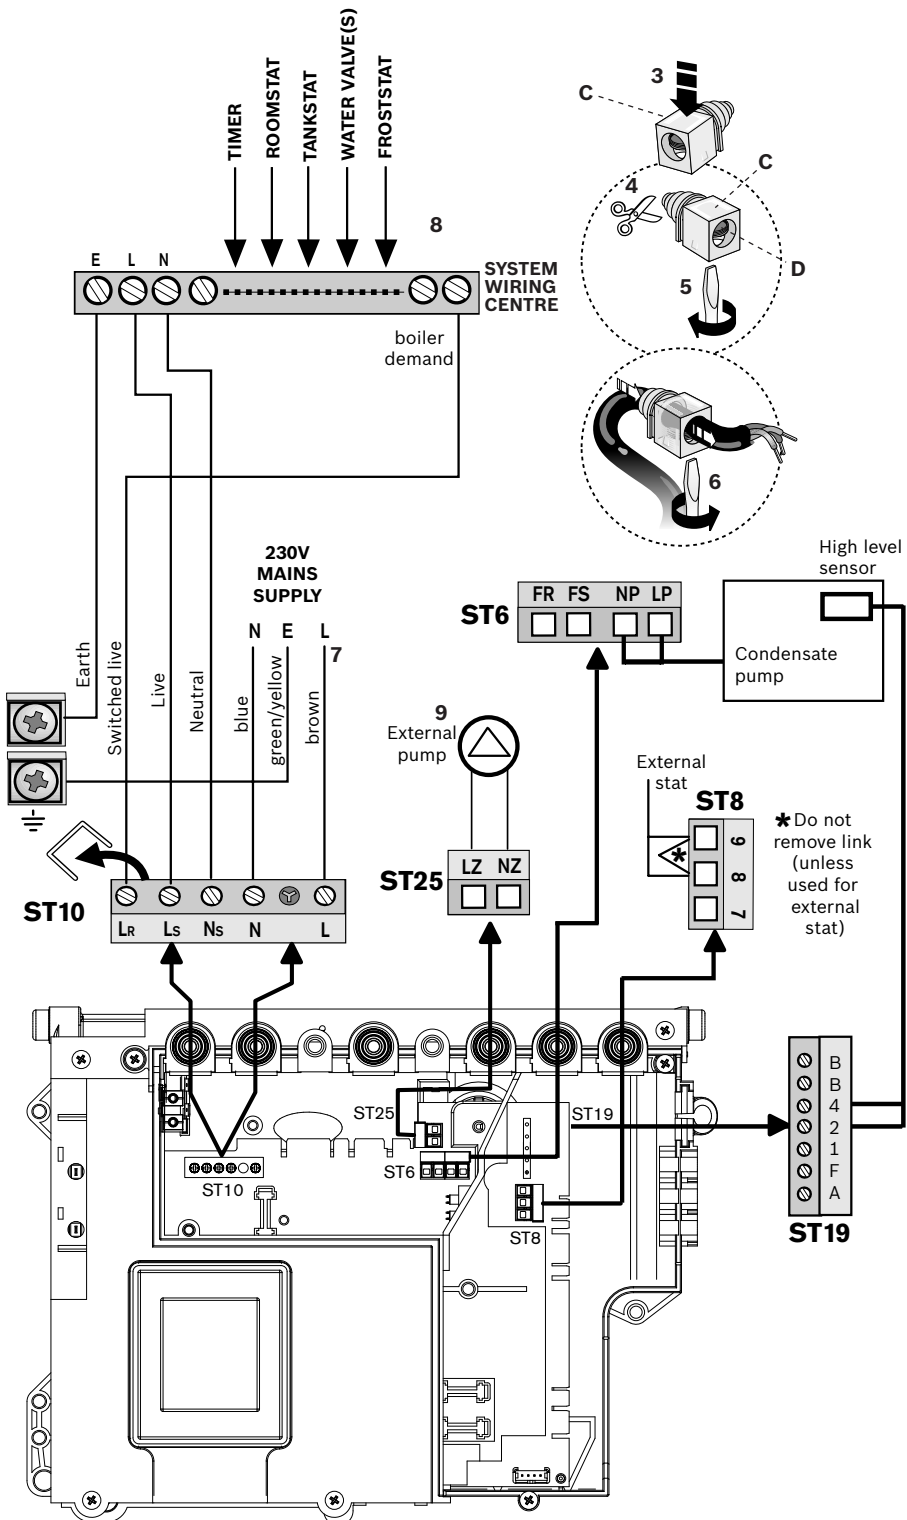 TIMER
ROOMSTAT
TANKSTAT
WATER VALVE(S)
FROSTSTAT
8
E L N
SYSTEM
WIRING
CENTRE
boiler
demand
3
C
4
C
D
5
6
230V
MAINS
SUPPLY
N E L
7
Earth
Switched live
Live
Neutral
blue
green/yellow
brown
ST10
LR LS NS N L
9
External
pump
ST25
LZ NZ
ST6
FR FS NP LP
High level
sensor
Condensate
pump
External
stat
ST8
*
9
8
7
*Do not
remove link
(unless
used for
external
stat)
B
B
4
2
1
F
A
ST19
ST25
ST19
ST6
ST10
ST8